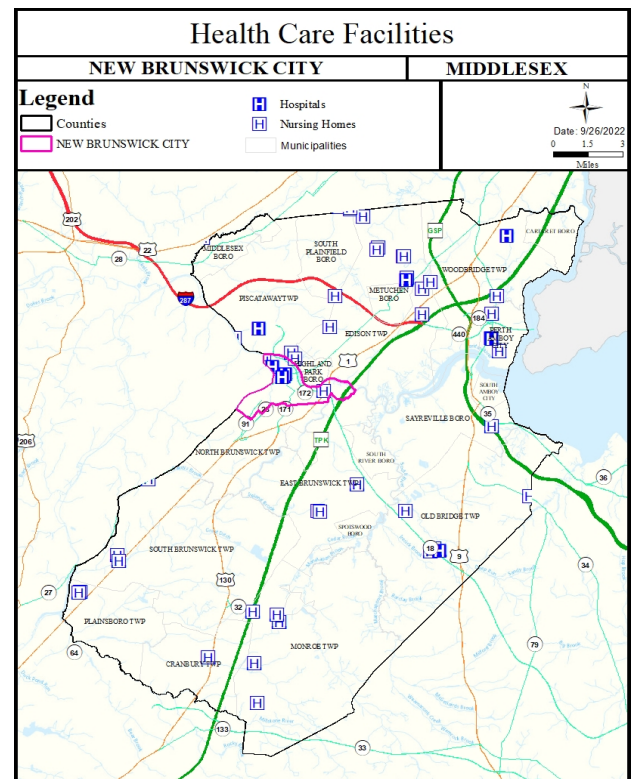 Health Care Facilities
NEW BRUNSWICK CITY
MIDDLESEX
Legend
Counties
NEW BRUNSWICK CITY
H Hospitals
H Nursing Homes
Municipalities
N
Date: 9/26/2022
0 1.5 3
Miles
202
22
28
287
GSP
MIDDLESEX
BORO
SOUTH
PLAINFIELD
BORO
CARTERET BORO
WOODBRIDGE TWP
METUCHEN
BORO
PISCATAWAY TWP
EDISON TWP
184
440
PERTH
AMBOY
1
HIGHLAND
PARK
BORO
172
171
91
SOUTH
AMBOY
CITY
35
SAYREVILLE BORO
TPK
206
NORTH BRUNSWICK TWP
SOUTH
RIVER BORO
EAST BRUNSWICK TWP
36
SPOTSWOOD
BORO
OLD BRIDGE TWP
18
9
SOUTH BRUNSWICK TWP
34
130
27
32
PLAINSBORO TWP
MONROE TWP
79
64
CRANBURY TWP
133
33